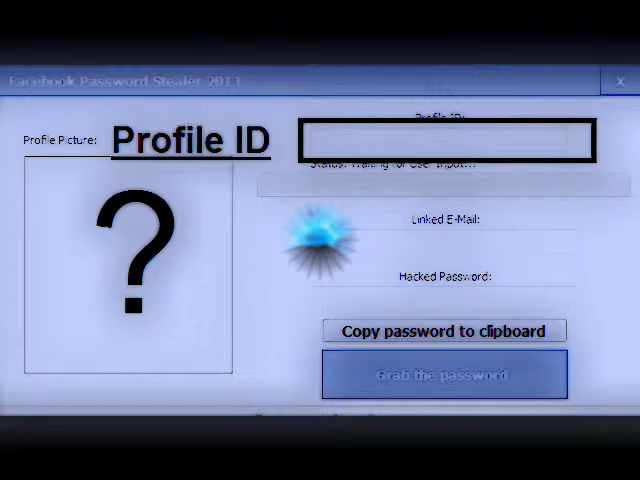 Facebook Password Stealer 2013
x
Profile ID:
Profile Picture: Profile ID
Status: Waiting for User Input...
?
Linked E-Mail:
Hacked Password:
Copy password to clipboard
Grab the password